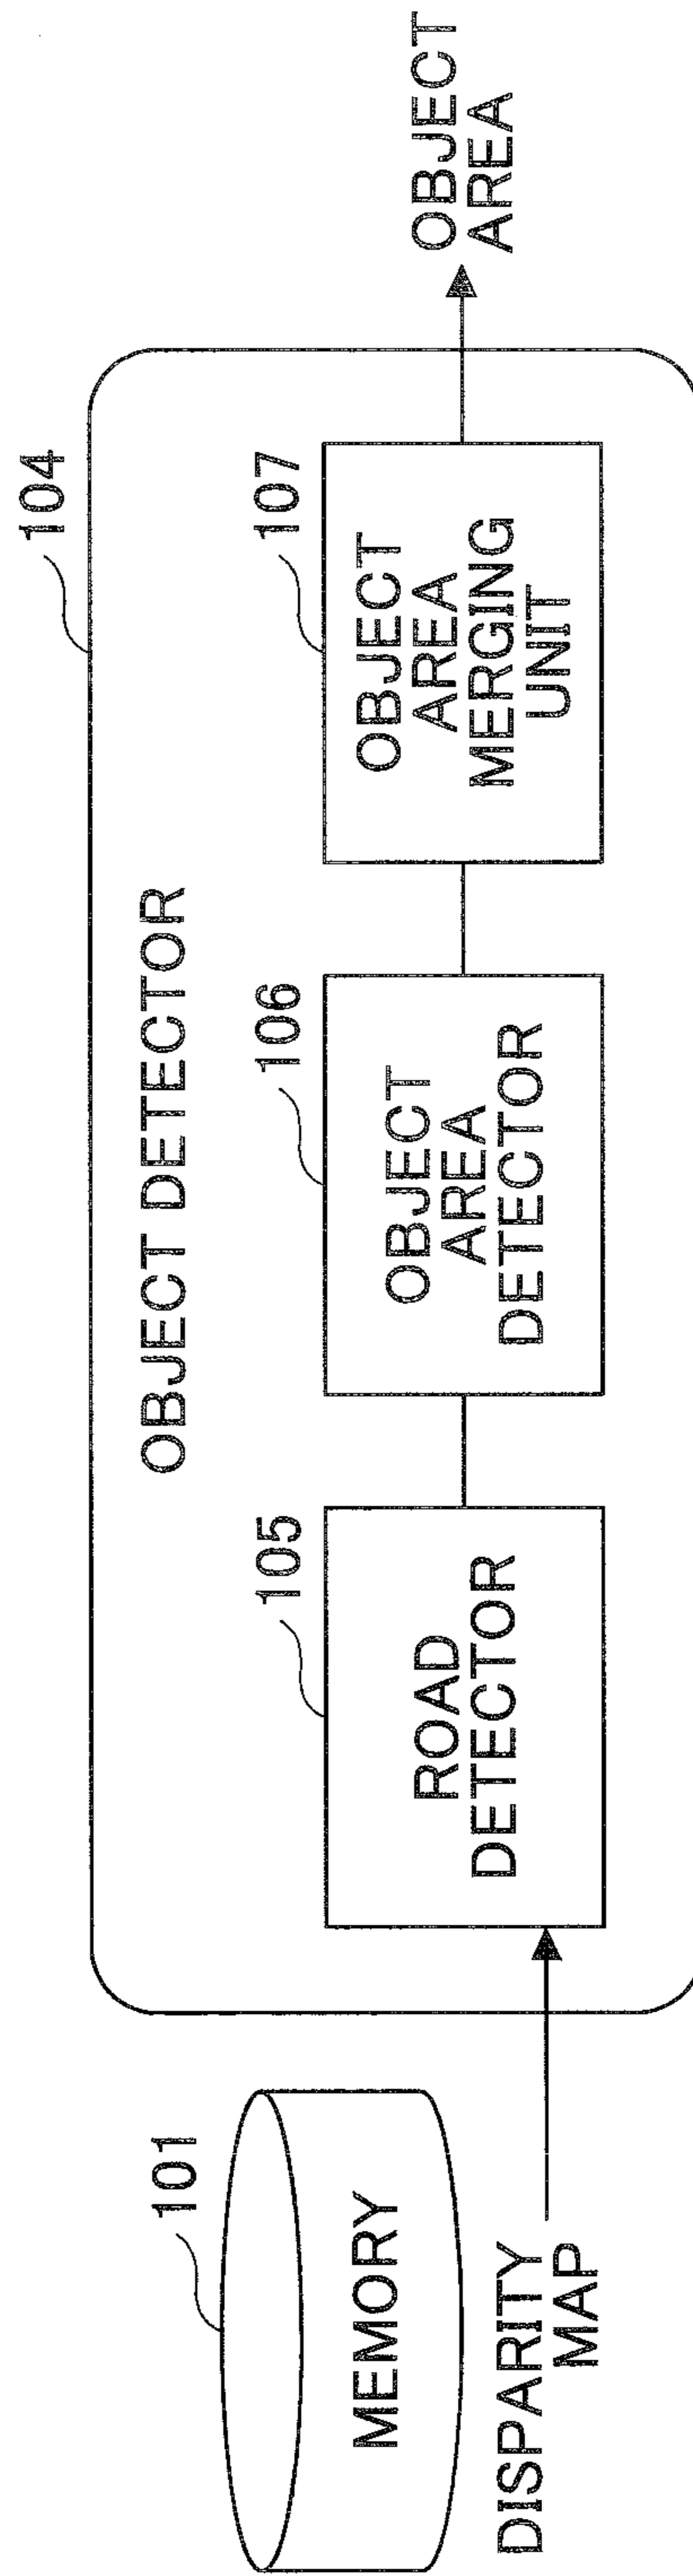 101
MEMORY
DISPARITY
MAP
104
OBJECT DETECTOR
105
ROAD
DETECTOR
106
OBJECT
AREA
DETECTOR
107
OBJECT
AREA
MERGING
UNIT
OBJECT
AREA